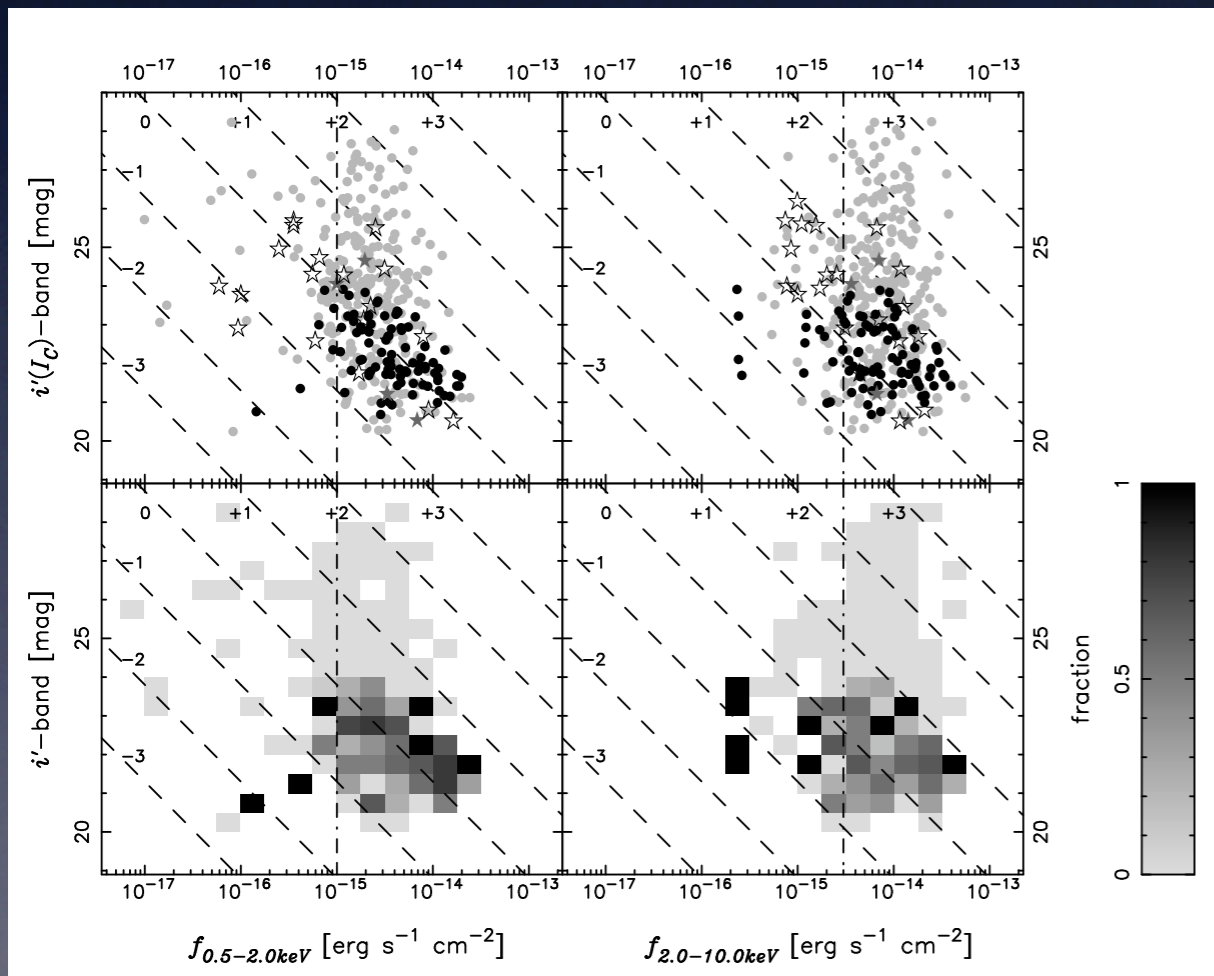 10−17 10−16 10−15 10−14 10−13 10−17 10−16 10−15 10−14 10−13
0 +1 +2 +3 0 +1 +2 +3
−1 −1
−2 −2
−3 −3
25 25
20 20
i′(I_C)−band [mag]
0 +1 +2 +3 0 +1 +2 +3
−1 −1
−2 −2
−3 −3
25 25
20 20
i′−band [mag]
10−17 10−16 10−15 10−14 10−13 10−17 10−16 10−15 10−14 10−13
f0.5−2.0keV [erg s−1 cm−2] f2.0−10.0keV [erg s−1 cm−2]
fraction
1
0.5
0